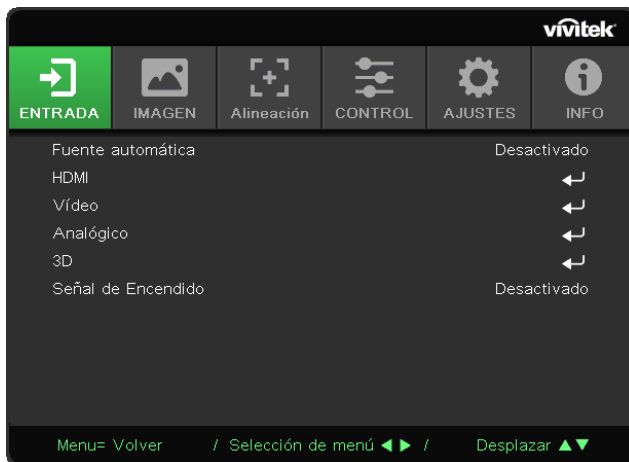 vivitek
ENTRADA IMAGEN Alineación CONTROL AJUSTES INFO
Fuente automática Desactivado
HDMI
Vídeo
Analógico
3D
Señal de Encendido Desactivado
Menu= Volver / Selección de menú ◀ ▶ / Desplazar ▲▼